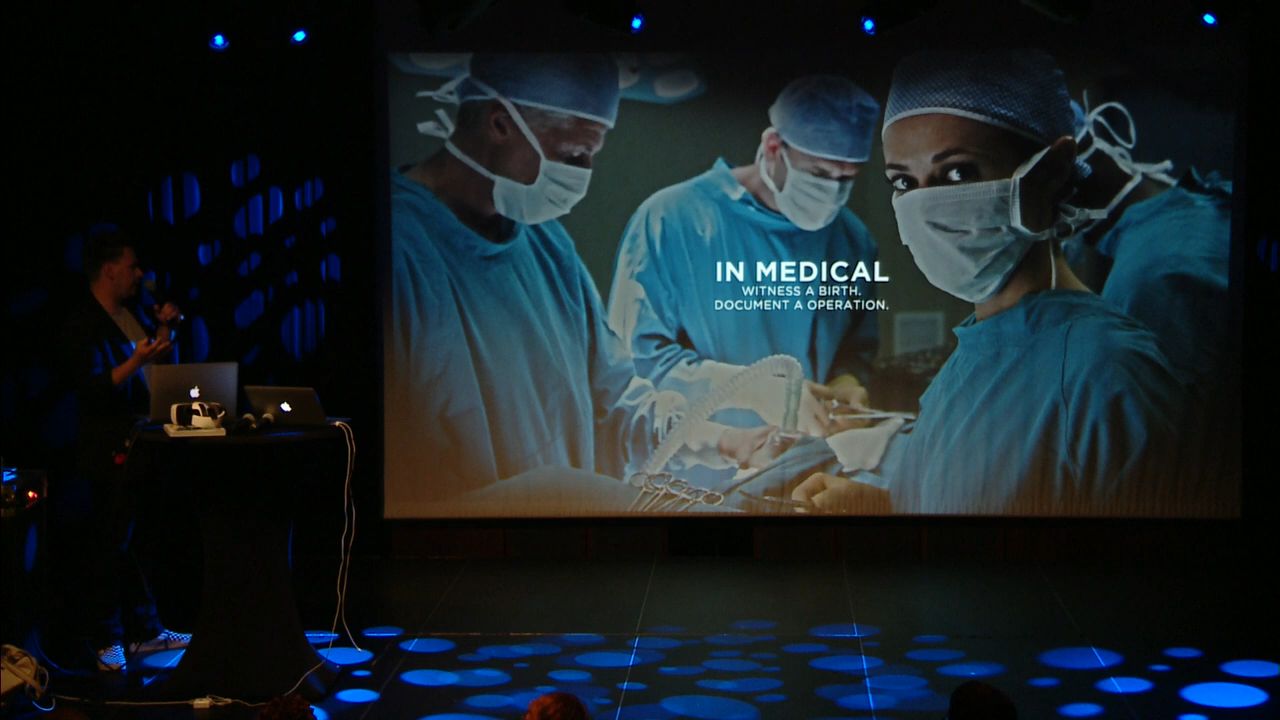 IN MEDICAL
WITNESS A BIRTH.
DOCUMENT A OPERATION.